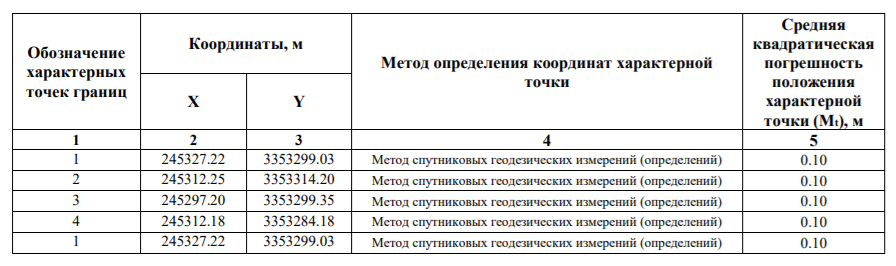 Обозначение
характерных
точек границ
Координаты, м
X
Y
Метод определения координат характерной
точки
Средняя
квадратическая
погрешность
положения
характерной
точки (Mt), м
1 2 3 4 5
1 245327.22 3353299.03 Метод спутниковых геодезических измерений (определений) 0.10
2 245312.25 3353314.20 Метод спутниковых геодезических измерений (определений) 0.10
3 245297.20 3353299.35 Метод спутниковых геодезических измерений (определений) 0.10
4 245312.18 3353284.18 Метод спутниковых геодезических измерений (определений) 0.10
1 245327.22 3353299.03 Метод спутниковых геодезических измерений (определений) 0.10